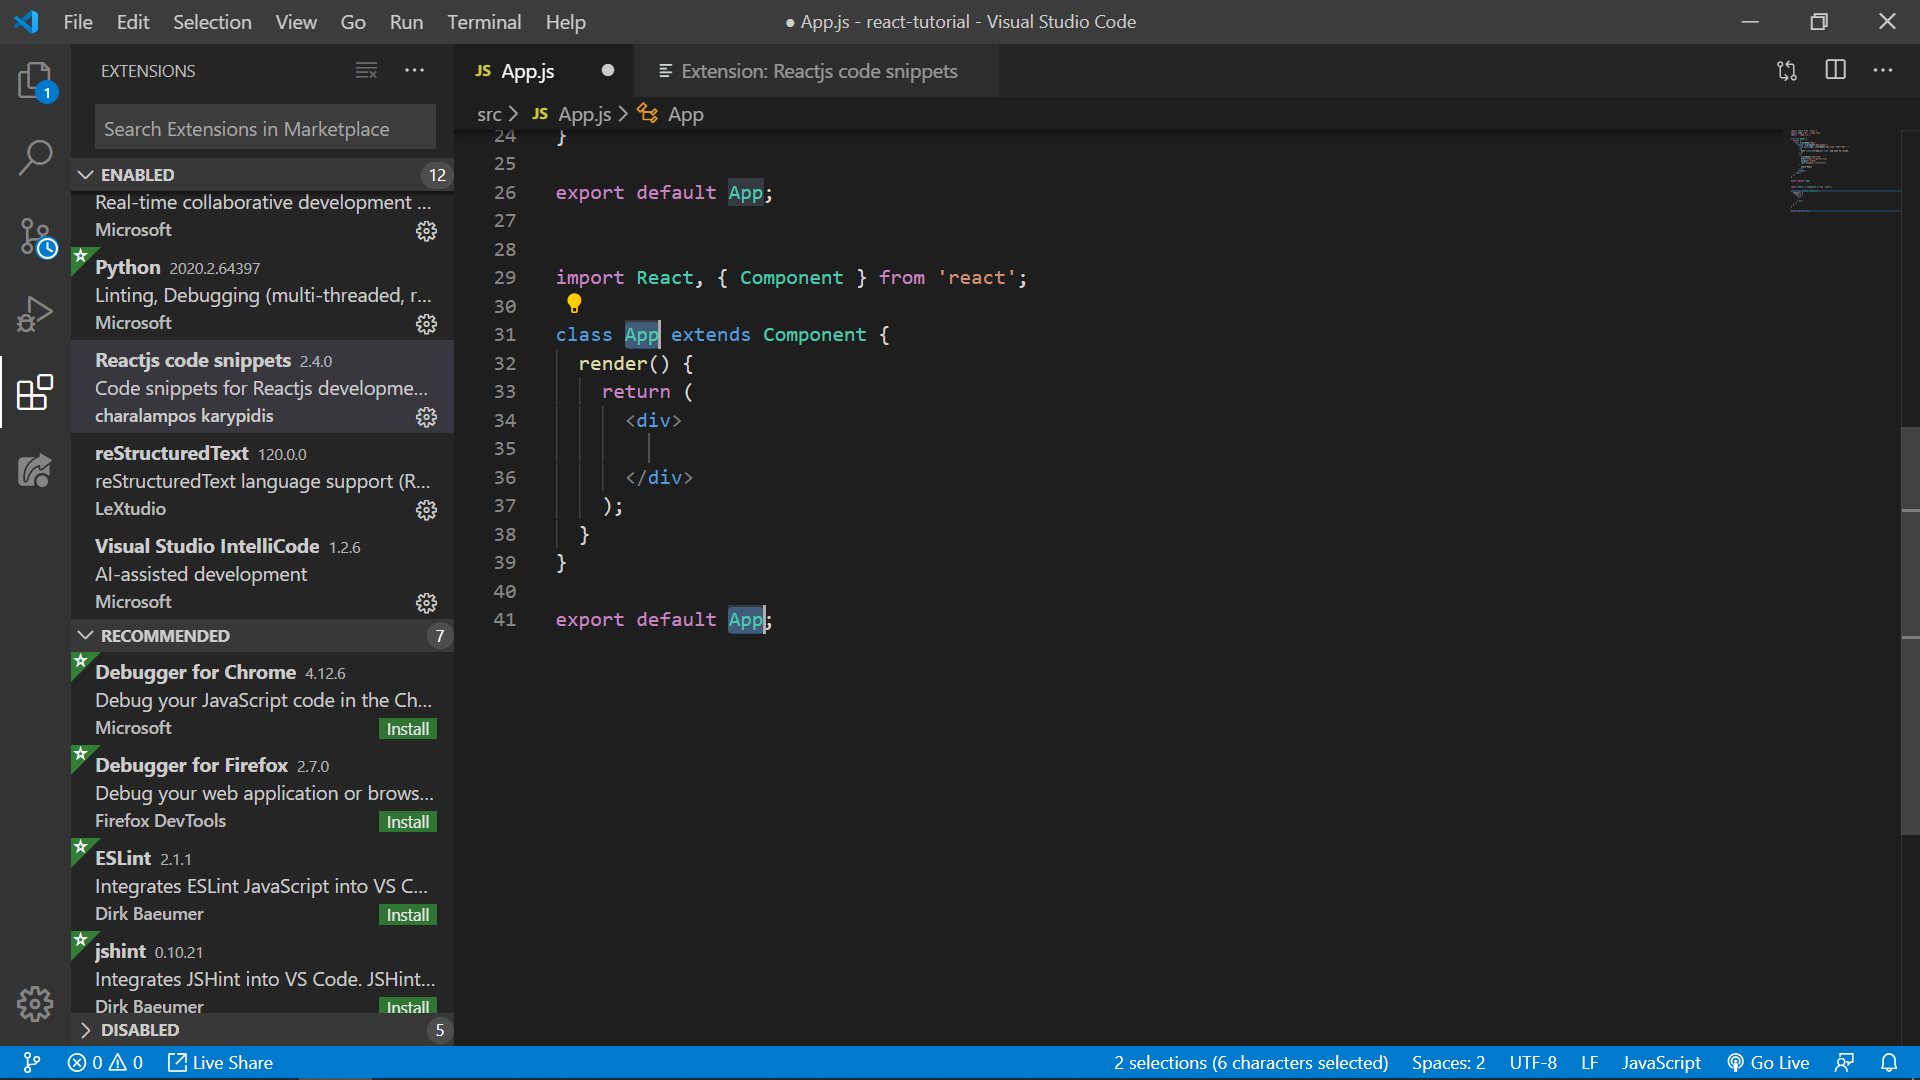 File Edit Selection View Go Run Terminal Help
● App.js - react-tutorial - Visual Studio Code
1
EXTENSIONS
Search Extensions in Marketplace
ENABLED 12
Real-time collaborative development ...
Microsoft
Python 2020.2.64397
Linting, Debugging (multi-threaded, r...
Microsoft
Reactjs code snippets 2.4.0
Code snippets for Reactjs developme...
charalampos karypidis
reStructuredText 120.0.0
reStructuredText language support (R...
LeXtudio
Visual Studio IntelliCode 1.2.6
AI-assisted development
Microsoft
RECOMMENDED 7
Debugger for Chrome 4.12.6
Debug your JavaScript code in the Ch...
Microsoft Install
Debugger for Firefox 2.7.0
Debug your web application or brows...
Firefox DevTools Install
ESLint 2.1.1
Integrates ESLint JavaScript into VS C...
Dirk Baeumer Install
jshint 0.10.21
Integrates JSHint into VS Code. JSHint...
Dirk Baeumer Install
DISABLED 5
JS App.js ●
Extension: Reactjs code snippets
src > JS App.js > App
24 }
25
26 export default App;
27
28
29 import React, { Component } from 'react';
30
31 class App extends Component {
32 render() {
33 return (
34 <div>
35
36 </div>
37 );
38 }
39 }
40
41 export default App;
0 0 Live Share
2 selections (6 characters selected) Spaces: 2 UTF-8 LF JavaScript Go Live